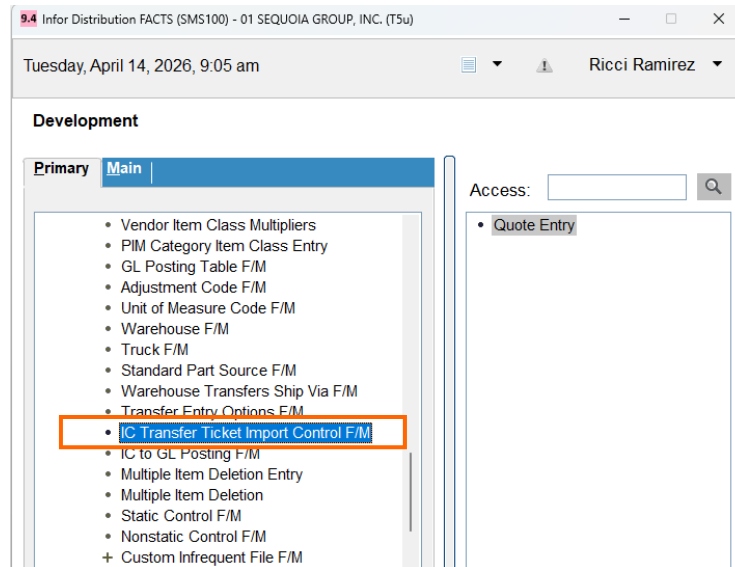 9.4 Infor Distribution FACTS (SMS100) - 01 SEQUOIA GROUP, INC. (T5u)
Tuesday, April 14, 2026, 9:05 am
Ricci Ramirez
Development
Primary Main
Access:
Vendor Item Class Multipliers
PIM Category Item Class Entry
GL Posting Table F/M
Adjustment Code F/M
Unit of Measure Code F/M
Warehouse F/M
Truck F/M
Standard Part Source F/M
Warehouse Transfers Ship Via F/M
Transfer Entry Options F/M
IC Transfer Ticket Import Control F/M
IC to GL Posting F/M
Multiple Item Deletion Entry
Multiple Item Deletion
Static Control F/M
Nonstatic Control F/M
+ Custom Infrequent File F/M
Quote Entry